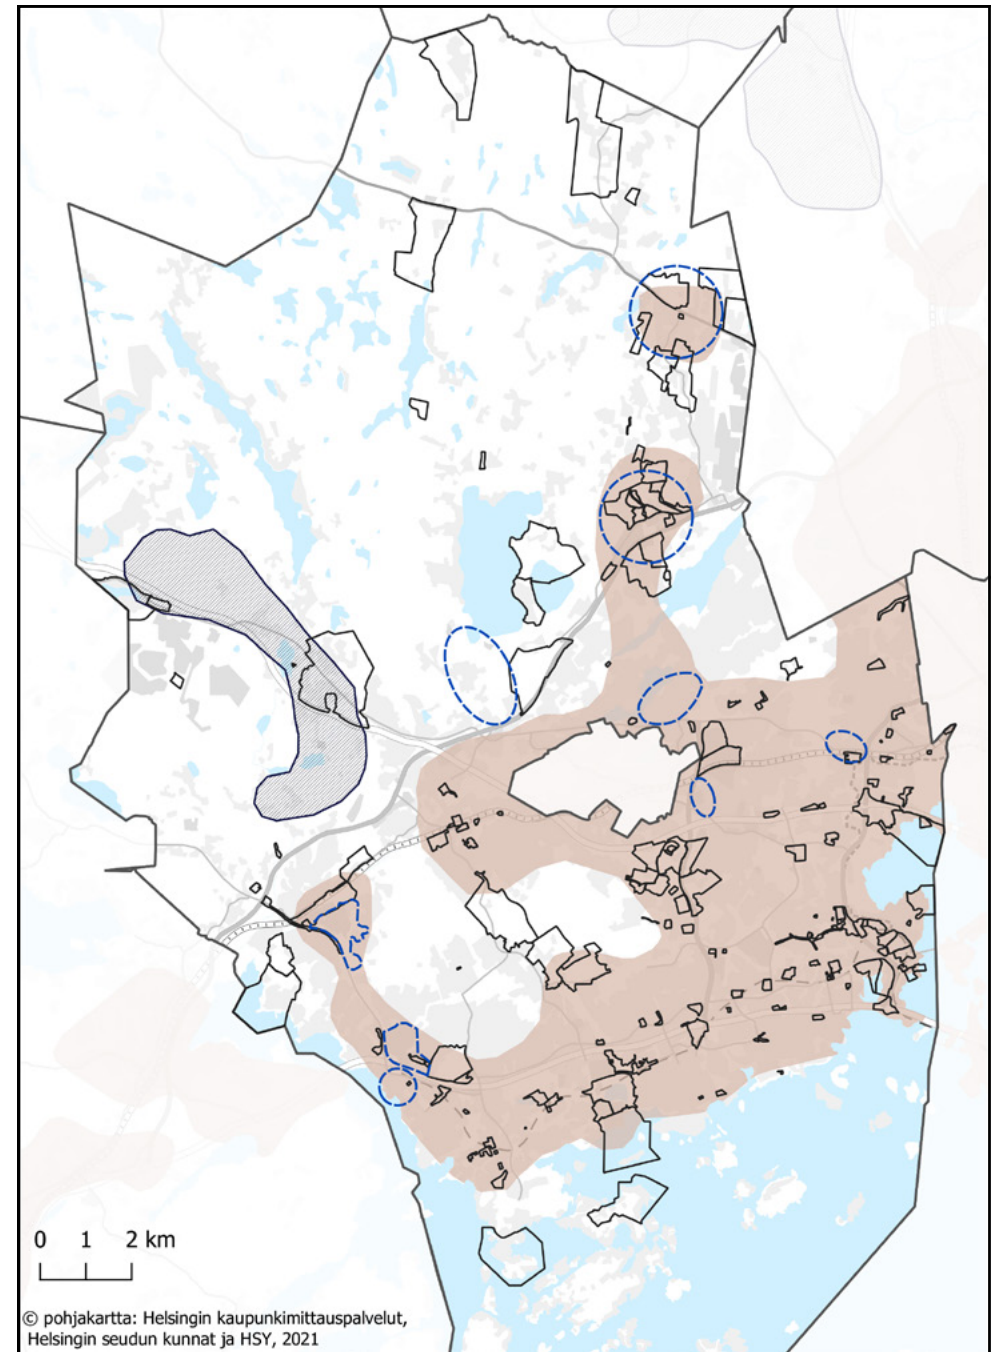 0 1 2 km
© pohjakartta: Helsingin kaupunkimittauspalvelut,
Helsingin seudun kunnat ja HSY, 2021